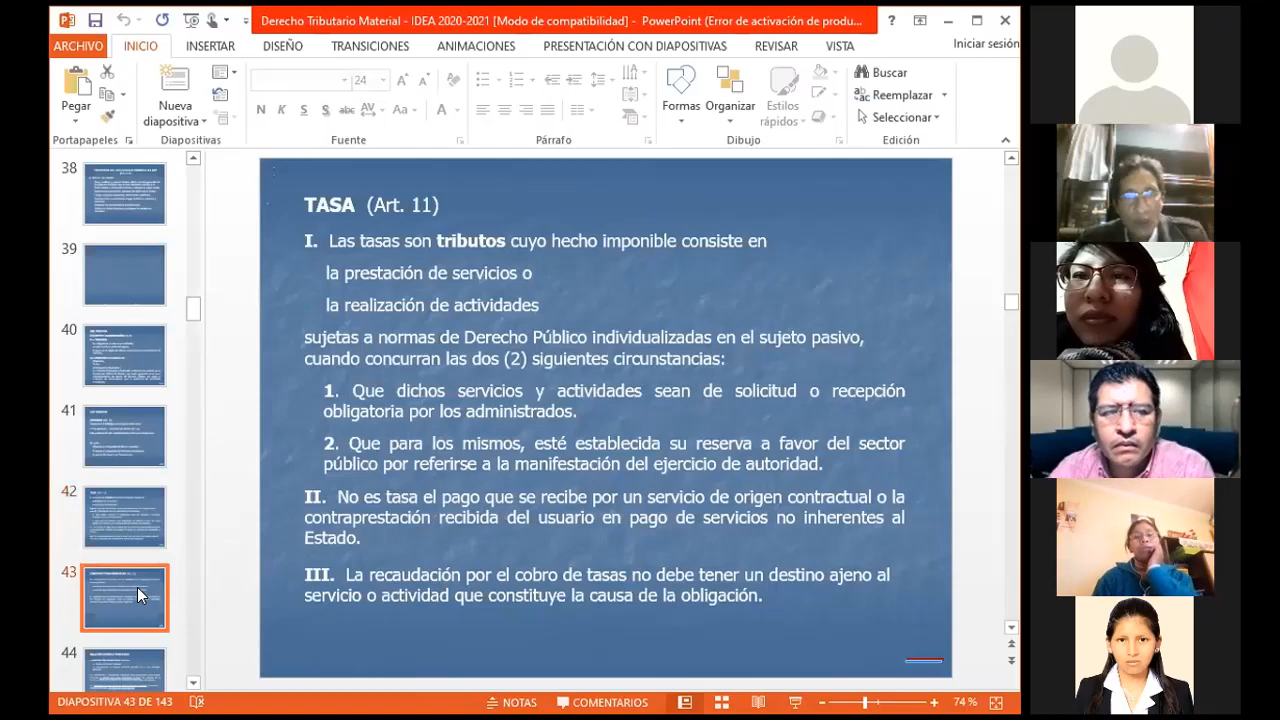 Derecho Tributario Material - IDEA 2020-2021 [Modo de compatibilidad] - PowerPoint (Error de activación de produ...
ARCHIVO INICIO INSERTAR DISEÑO TRANSICIONES ANIMACIONES PRESENTACIÓN CON DIAPOSITIVAS REVISAR VISTA Iniciar sesión
Pegar
Nueva
diapositiva
24
N K S S abc AV Aa A
Formas Organizar Estilos
rápidos
Buscar
Reemplazar
Seleccionar
Portapapeles Diapositivas Fuente Párrafo Dibujo Edición
38
39
40
41
42
43
44
TASA (Art. 11)
I. Las tasas son tributos cuyo hecho imponible consiste en
la prestación de servicios o
la realización de actividades
sujetas a normas de Derecho Público individualizadas en el sujeto pasivo,
cuando concurran las dos (2) siguientes circunstancias:
1. Que dichos servicios y actividades sean de solicitud o recepción
obligatoria por los administrados.
2. Que para los mismos, esté establecida su reserva a favor del sector
público por referirse a la manifestación del ejercicio de autoridad.
II. No es tasa el pago que se recibe por un servicio de origen contractual o la
contraprestación recibida del usuario en pago de servicios no inherentes al
Estado.
III. La recaudación por el cobro de tasas no debe tener un destino ajeno al
servicio o actividad que constituye la causa de la obligación.
DIAPOSITIVA 43 DE 143 NOTAS COMENTARIOS 74 %